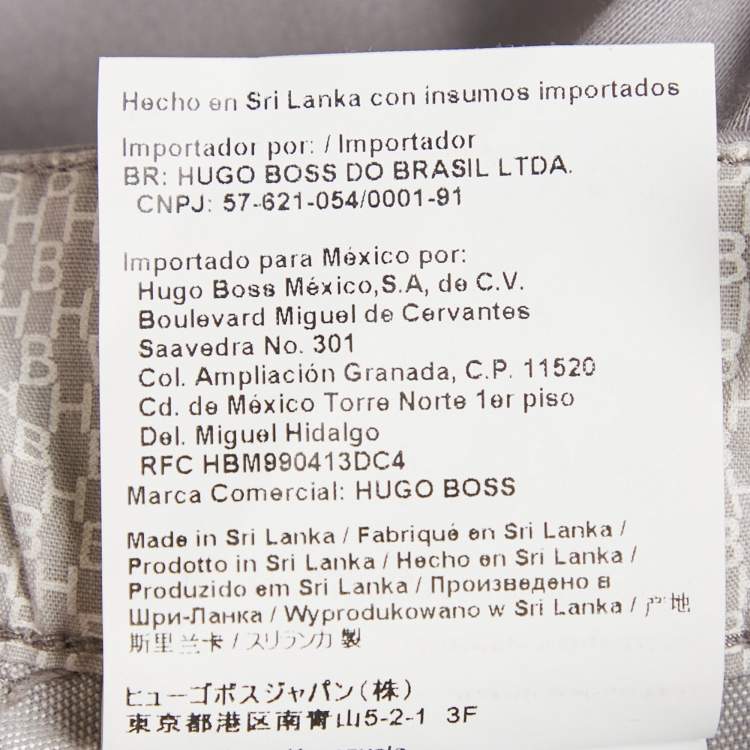 Hecho en Sri Lanka con insumos importados
Importador por: / Importador
BR: HUGO BOSS DO BRASIL LTDA.
CNPJ: 57-621-054/0001-91
Importado para México por:
Hugo Boss México,S.A, de C.V.
Boulevard Miguel de Cervantes
Saavedra No. 301
Col. Ampliación Granada, C.P. 11520
Cd. de México Torre Norte 1er piso
Del. Miguel Hidalgo
RFC HBM990413DC4
Marca Comercial: HUGO BOSS
Made in Sri Lanka / Fabriqué en Sri Lanka /
Prodotto in Sri Lanka / Hecho en Sri Lanka /
Produzido em Sri Lanka / Произведено в
Шри-Ланка / Wyprodukowano w Sri Lanka / 产地
斯里兰卡 / スリランカ 製
ヒューゴボスジャパン(株)
東京都港区南青山5-2-1 3F